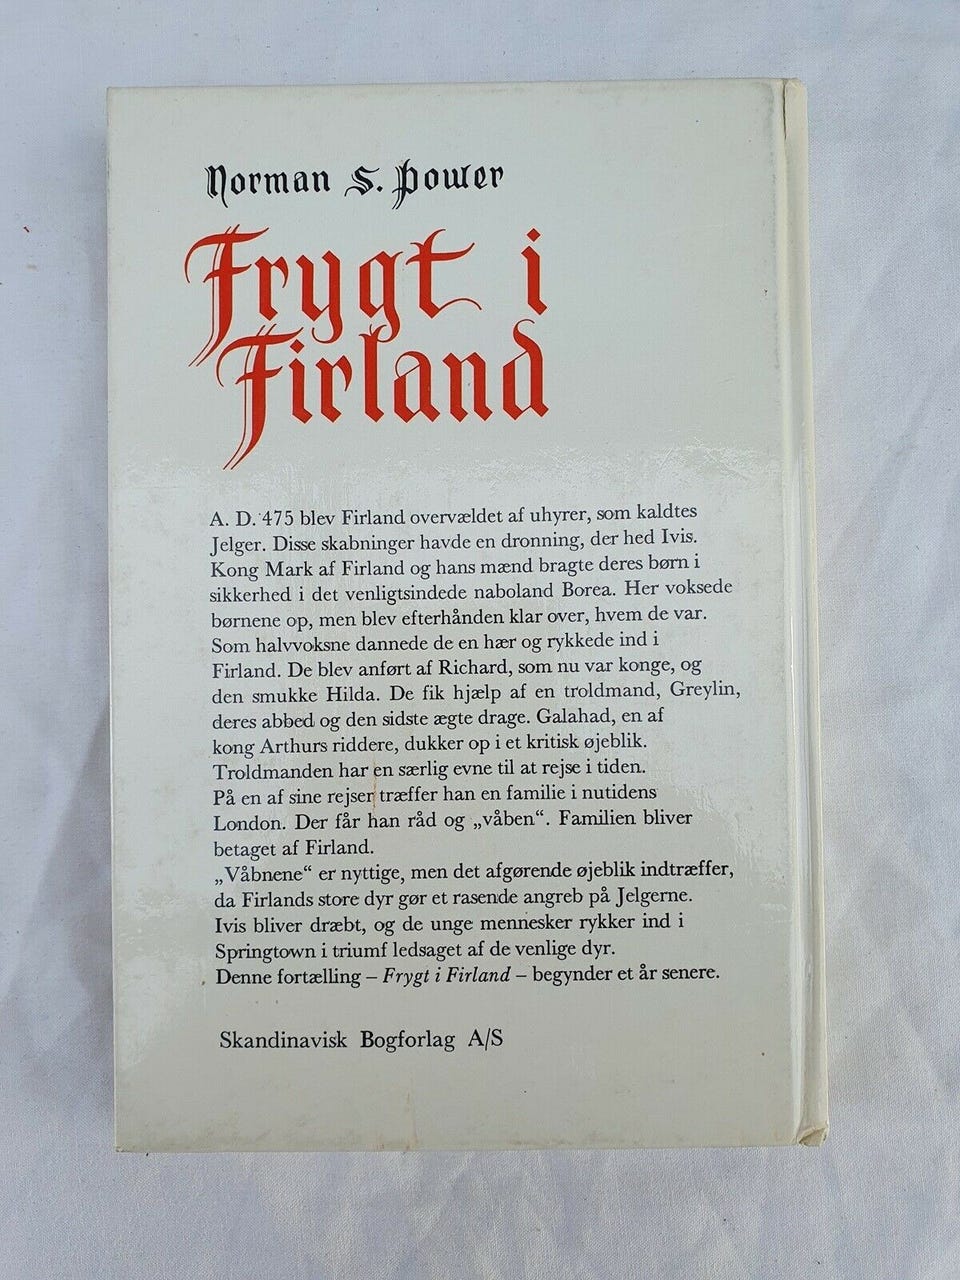 Norman S. Power
Frygt i
Firland
A. D. 475 blev Firland overvældet af uhyrer, som kaldtes
Jelger. Disse skabninger havde en dronning, der hed Ivis.
Kong Mark af Firland og hans mænd bragte deres børn i
sikkerhed i det venligtsindede naboland Borea. Her voksede
børnene op, men blev efterhånden klar over, hvem de var.
Som halvvoksne dannede de en hær og rykkede ind i
Firland. De blev anført af Richard, som nu var konge, og
den smukke Hilda. De fik hjælp af en troldmand, Greylin,
deres abbed og den sidste ægte drage. Galahad, en af
kong Arthurs riddere, dukker op i et kritisk øjeblik.
Troldmanden har en særlig evne til at rejse i tiden.
På en af sine rejser træffer han en familie i nutidens
London. Der får han råd og „våben“. Familien bliver
betaget af Firland.
„Våbnene“ er nyttige, men det afgørende øjeblik indtræffer,
da Firlands store dyr gør et rasende angreb på Jelgerne.
Ivis bliver dræbt, og de unge mennesker rykker ind i
Springtown i triumf ledsaget af de venlige dyr.
Denne fortælling – Frygt i Firland – begynder et år senere.
Skandinavisk Bogforlag A/S